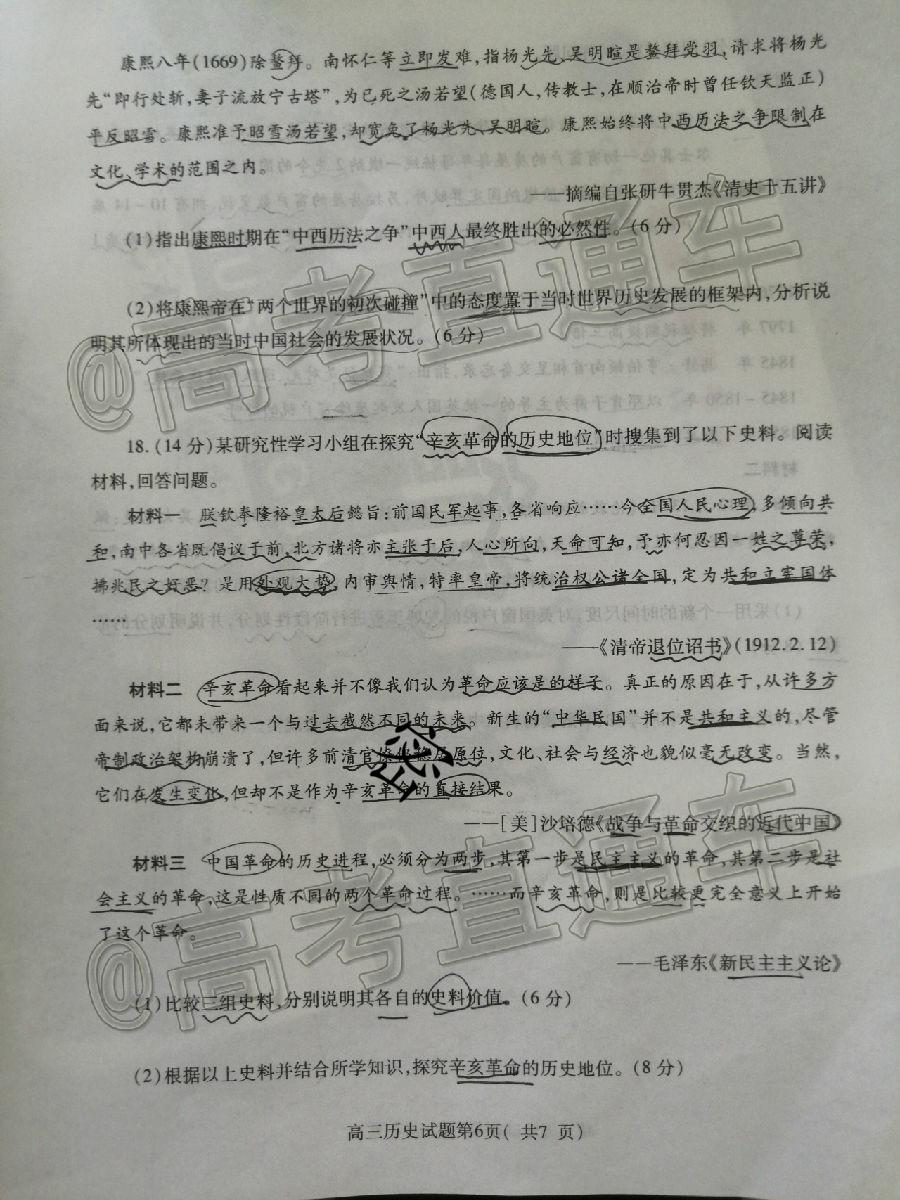 康熙八年(1669)除鳌拜。南怀仁等立即发难,指杨光先、吴明暄是鳌拜党羽,请求将杨光
先“即行处斩,妻子流放宁古塔”,为已死之汤若望(德国人,传教士,在顺治帝时曾任钦天监正)
平反昭雪。康熙准予昭雪汤若望,却宽免了杨光先、吴明暄。康熙始终将中西历法之争限制在
文化、学术的范围之内。
——摘编自张研牛贯杰《清史十五讲》
(1)指出康熙时期在“中西历法之争”中西人最终胜出的必然性。(6分)
(2)将康熙帝在“两个世界的初次碰撞”中的态度置于当时世界历史发展的框架内,分析说
明其所体现出的当时中国社会的发展状况。(6分)
18.(14分)某研究性学习小组在探究“辛亥革命的历史地位”时搜集到了以下史料。阅读
材料,回答问题。
材料一 朕钦奉隆裕皇太后懿旨:前因民军起事,各省响应……今全国人民心理,多倾向共
和,南中各省既倡议于前,北方诸将亦主张于后,人心所向,天命可知,予亦何忍因一姓之尊荣,
拂兆民之好恶?是用外观大势,内审舆情,特率皇帝,将统治权公诸全国,定为共和立宪国体
……
——《清帝退位诏书》(1912.2.12)
材料二 辛亥革命看起来并不像我们认为革命应该是的样子。真正的原因在于,从许多方
面来说,它都未带来一个与过去截然不同的未来。新生的“中华民国”并不是共和主义的,尽管
帝制政治架构崩溃了,但许多前清官僚仍稳居原位,文化、社会与经济也貌似毫无改变。当然,
它们在发生变化,但却不是作为辛亥革命的直接结果。
——[美]沙培德《战争与革命交织的近代中国》
材料三 中国革命的历史进程,必须分为两步,其第一步是民主主义的革命,其第二步是社
会主义的革命,这是性质不同的两个革命过程。……而辛亥革命,则是比较更完全意义上开始
了这个革命。
——毛泽东《新民主主义论》
(1)比较三组史料,分别说明其各自的史料价值。(6分)
(2)根据以上史料并结合所学知识,探究辛亥革命的历史地位。(8分)
高三历史试题第6页( 共7 页)
@高考直通车
@高考直通车